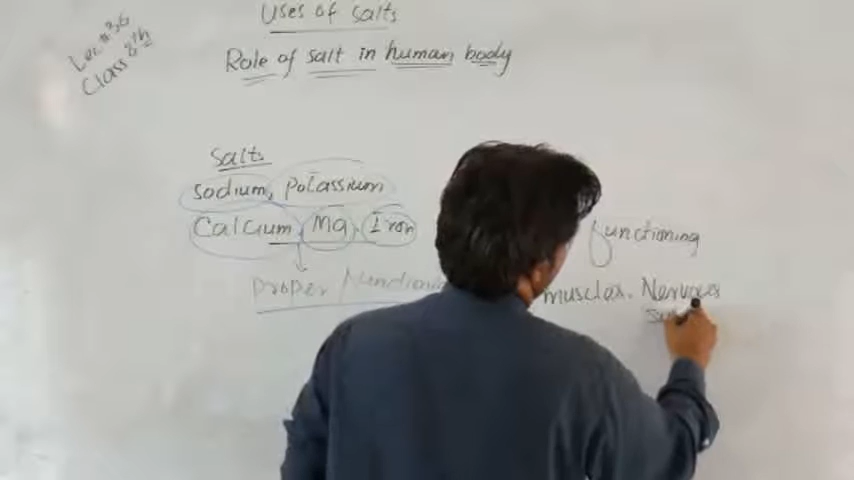 Uses of salts
Lec # 36
Class 8th
Role of salt in human body
Salts
sodium, potassium
Calcium, Mg, Iron
functioning
proper functioning
muscles. Nervous